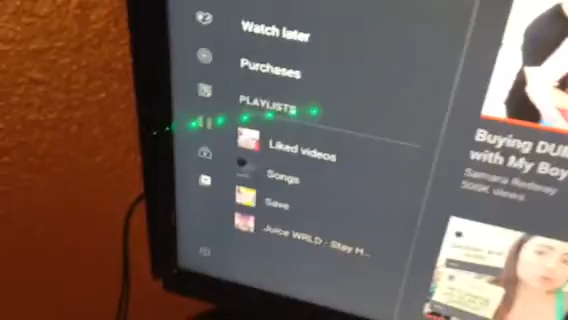 Watch later
Purchases
PLAYLISTS
Liked videos
Songs
Save
Juice WRLD - Stay H...
Buying DU
with My Boy
Samara Redway
500K views